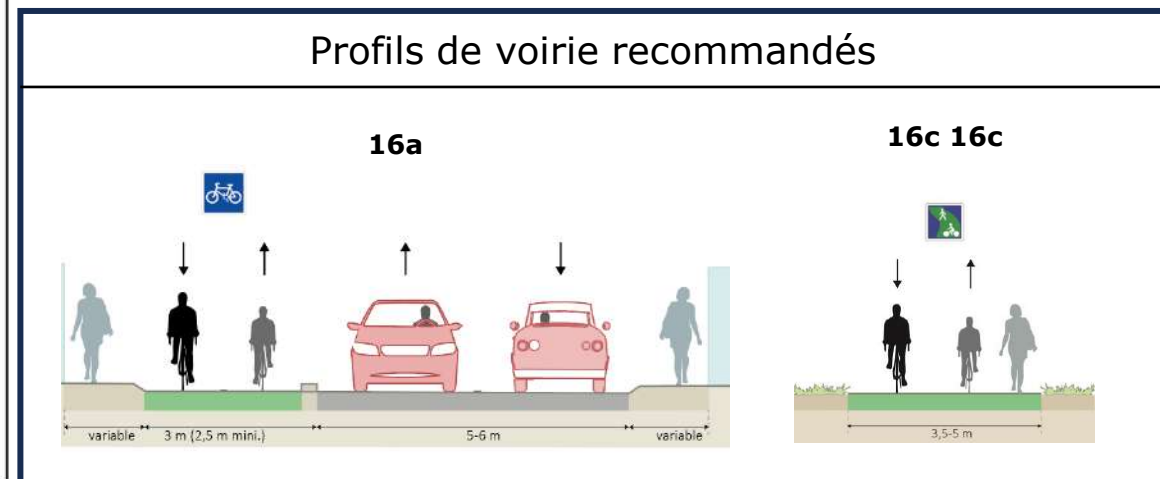 Profils de voirie recommandés
16a
16c 16c
variable 3 m (2,5 m mini.) 5-6 m variable
3,5-5 m